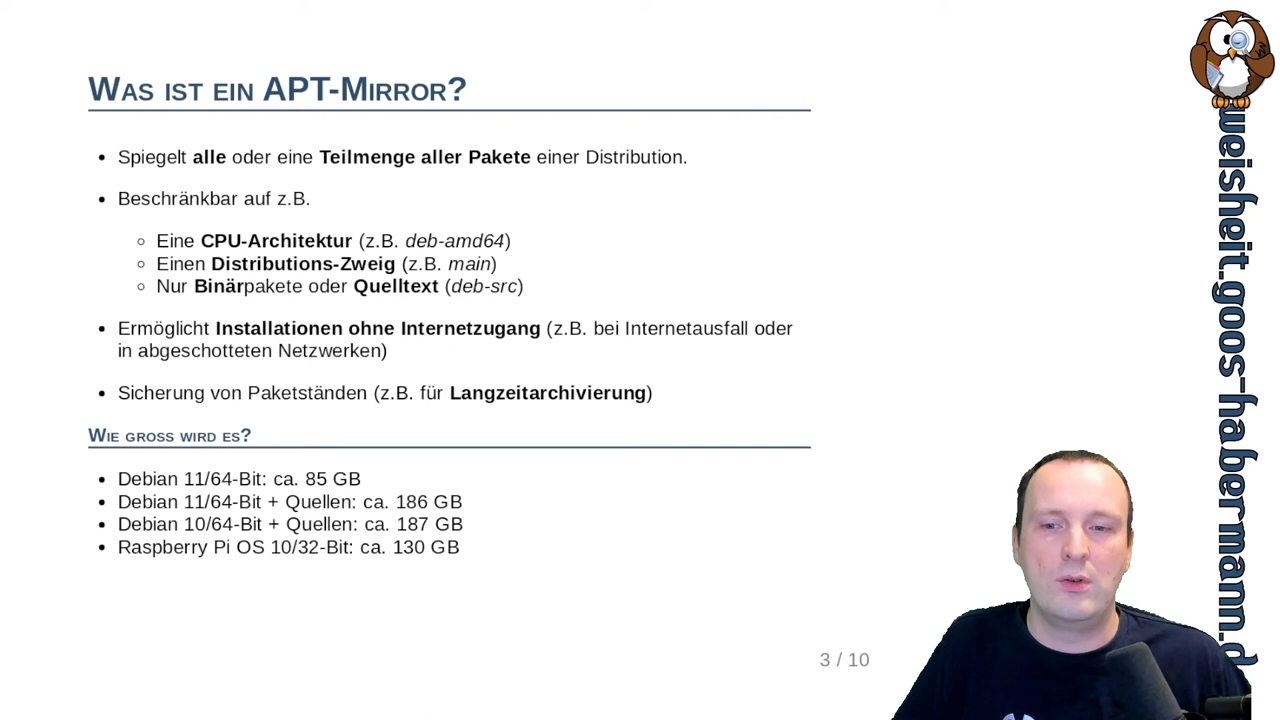 Was ist ein APT-Mirror?
• Spiegelt alle oder eine Teilmenge aller Pakete einer Distribution.
• Beschränkbar auf z.B.
◦ Eine CPU-Architektur (z.B. deb-amd64)
◦ Einen Distributions-Zweig (z.B. main)
◦ Nur Binärpakete oder Quelltext (deb-src)
• Ermöglicht Installationen ohne Internetzugang (z.B. bei Internetausfall oder
in abgeschotteten Netzwerken)
• Sicherung von Paketständen (z.B. für Langzeitarchivierung)
Wie gross wird es?
• Debian 11/64-Bit: ca. 85 GB
• Debian 11/64-Bit + Quellen: ca. 186 GB
• Debian 10/64-Bit + Quellen: ca. 187 GB
• Raspberry Pi OS 10/32-Bit: ca. 130 GB
3 / 10
weisheit.goos-habermann.d